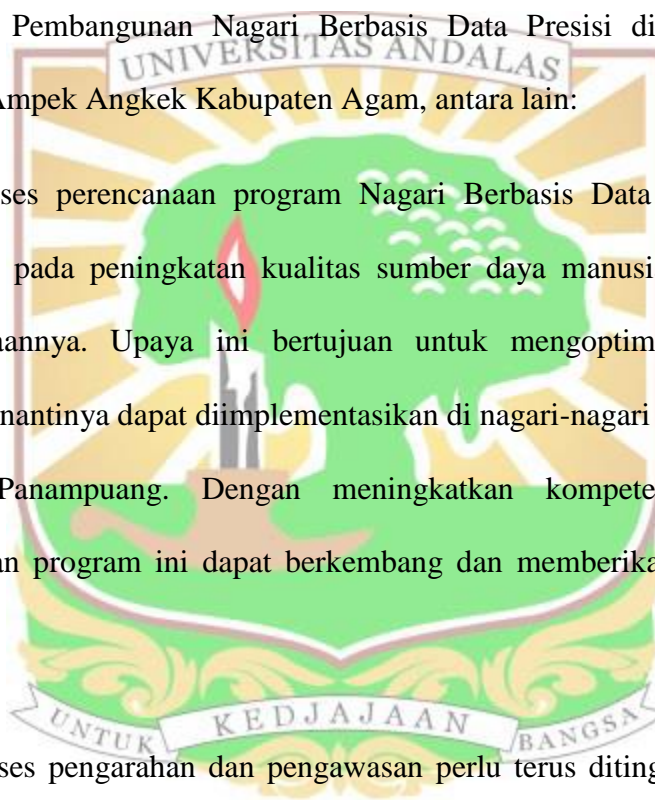 Pembangunan Nagari Berbasis Data Presisi di
UNIVERSITAS ANDALAS
Ampek Angkek Kabupaten Agam, antara lain:
ses perencanaan program Nagari Berbasis Data
pada peningkatan kualitas sumber daya manusi
annya. Upaya ini bertujuan untuk mengoptim
nantinya dapat diimplementasikan di nagari-nagari
Panampuang. Dengan meningkatkan kompete
an program ini dapat berkembang dan memberika
UNTUK KEDJAJAAN BANGSA
ses pengarahan dan pengawasan perlu terus diting